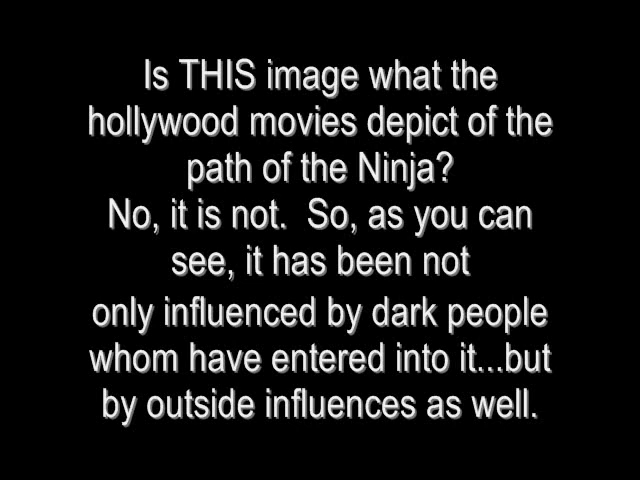 Is THIS image what the
hollywood movies depict of the
path of the Ninja?
No, it is not.  So, as you can
see, it has been not
only influenced by dark people
whom have entered into it...but
by outside influences as well.